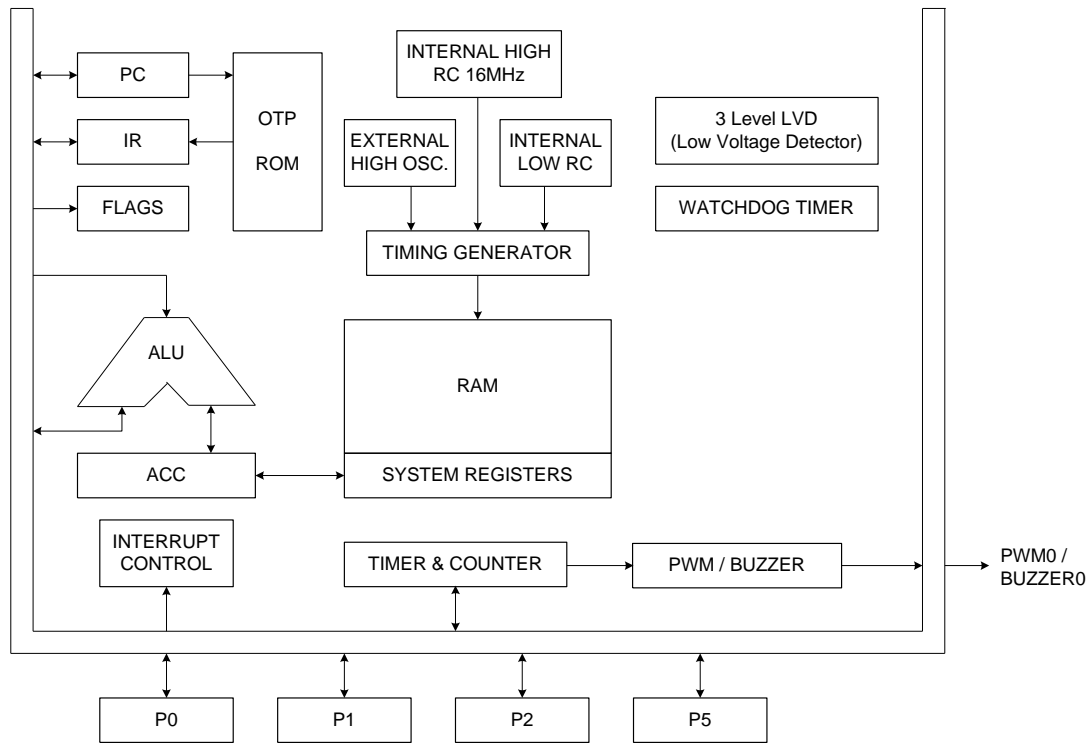 PC
IR
FLAGS
OTP
ROM
INTERNAL HIGH
RC 16MHz
EXTERNAL
HIGH OSC.
INTERNAL
LOW RC
TIMING GENERATOR
3 Level LVD
(Low Voltage Detector)
WATCHDOG TIMER
ALU
RAM
ACC
SYSTEM REGISTERS
INTERRUPT
CONTROL
TIMER & COUNTER
PWM / BUZZER
PWM0 /
BUZZER0
P0
P1
P2
P5